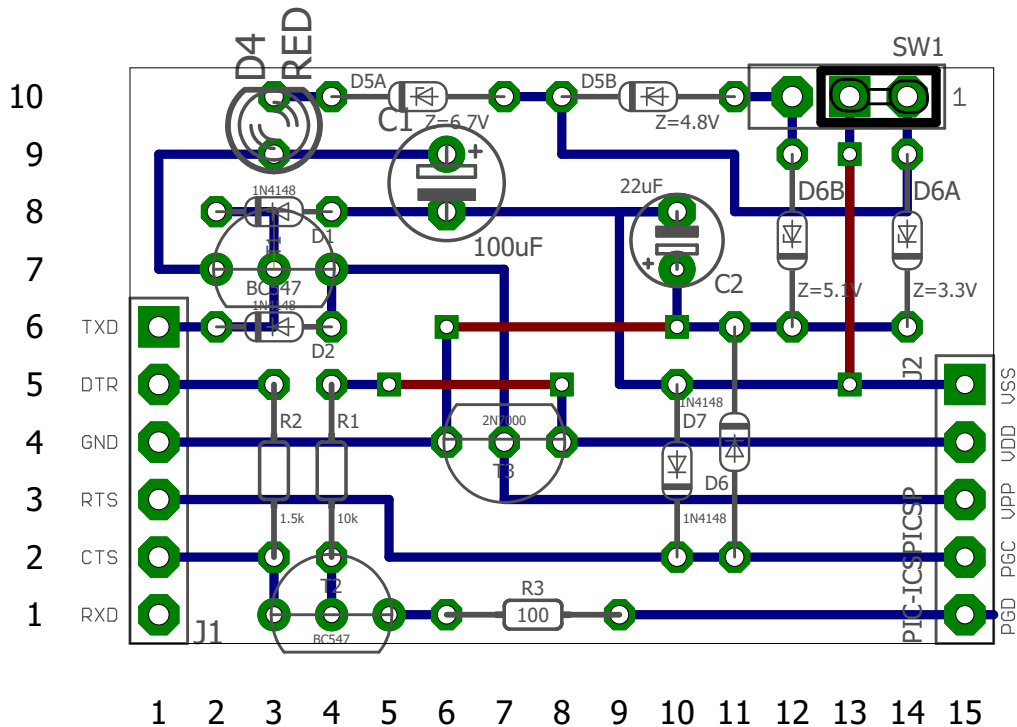 D4
RED
SW1
10
D5A
D5B
1
C1
Z=6.7V
Z=4.8V
9
+
1N4148
22uF
D6B
D6A
8
D1
100uF
+
7
BC547
C2
Z=5.1V
Z=3.3V
1N4148
6
TXD
D2
J2
5
DTR
1N4148
VSS
R2
R1
2N7000
D7
4
GND
T3
VDD
D6
3
RTS
1.5k
10k
1N4148
VPP
2
CTS
T2
PIC-ICSPICSP
PGC
R3
1
RXD
100
PGD
J1
BC547
1 2 3 4 5 6 7 8 9 10 11 12 13 14 15